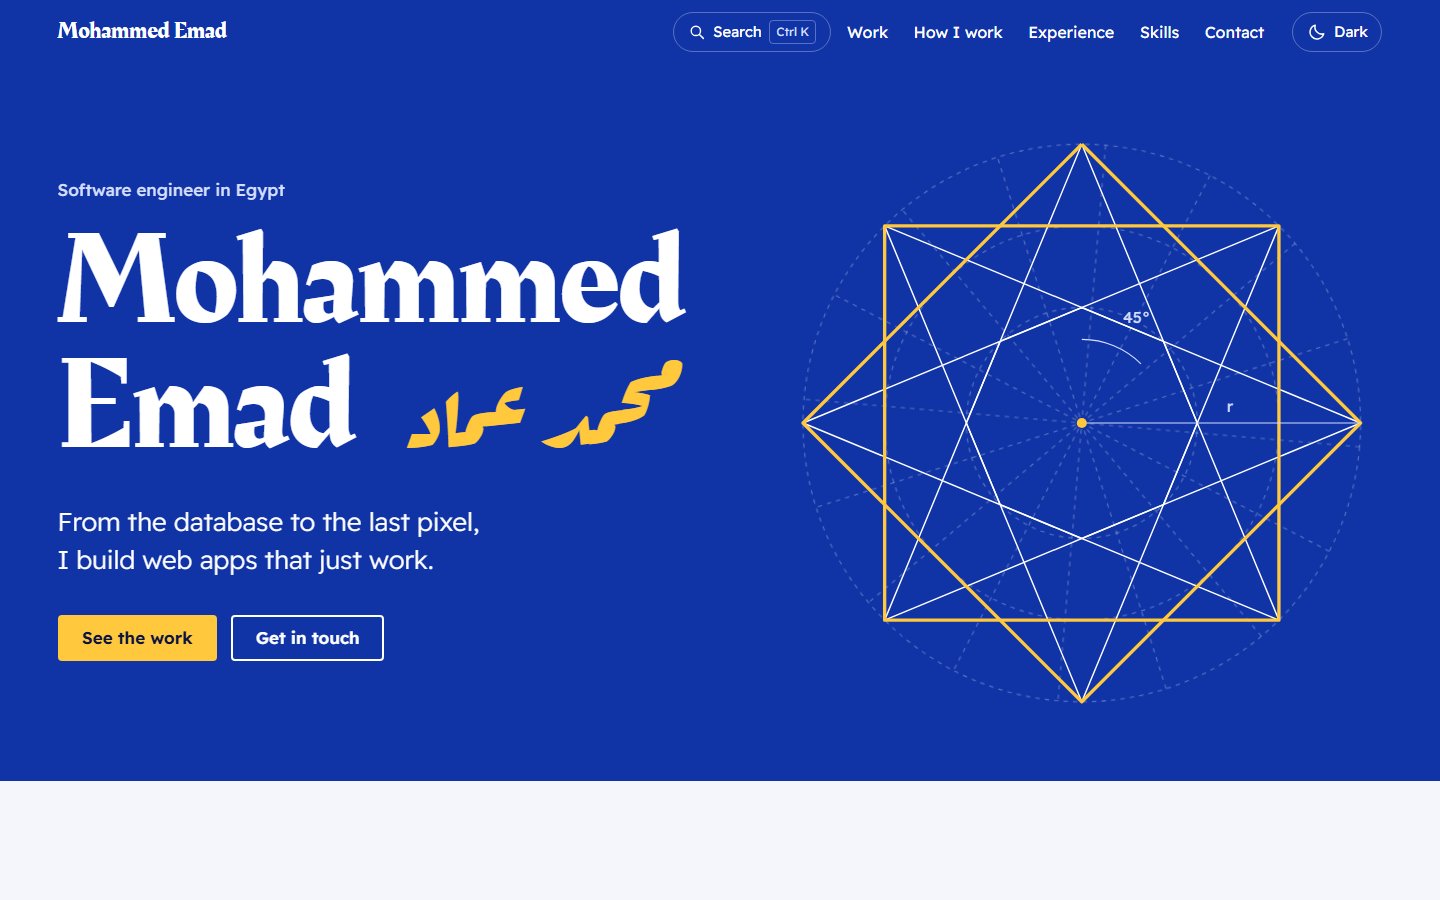 Mohammed Emad
Search Ctrl K Work How I work Experience Skills Contact Dark
Software engineer in Egypt
Mohammed
Emad محمد عماد
From the database to the last pixel,
I build web apps that just work.
See the work Get in touch
45°
r